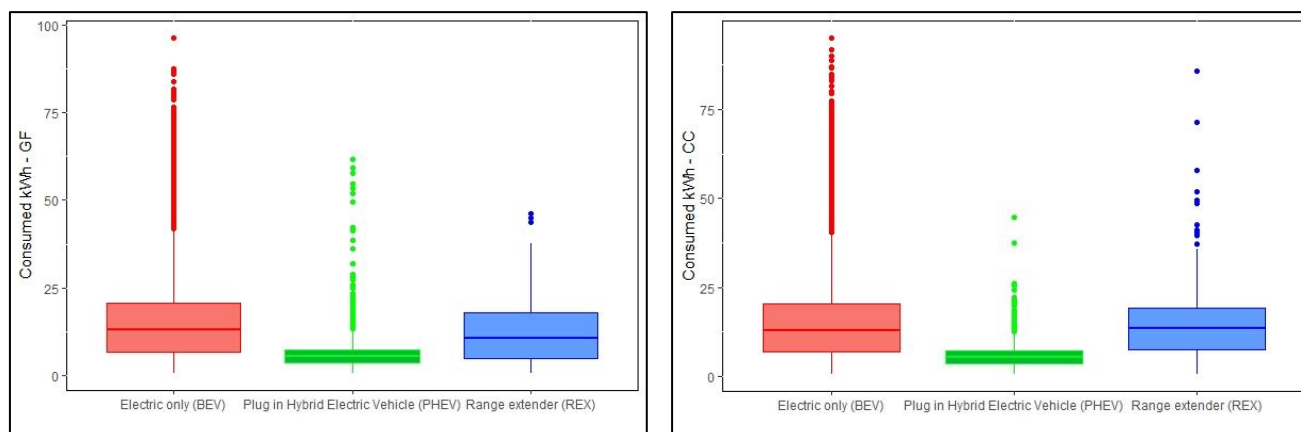 Consumed kWh - GF
100
75
50
25
0
Electric only (BEV)
Plug in Hybrid Electric Vehicle (PHEV)
Range extender (REX)
Consumed kWh - CC
75
50
25
0
Electric only (BEV)
Plug in Hybrid Electric Vehicle (PHEV)
Range extender (REX)